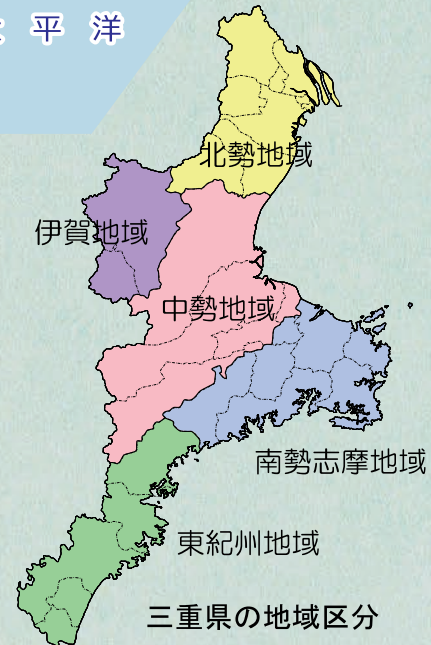 平 洋
北勢地域
伊賀地域
中勢地域
南勢志摩地域
東紀州地域
三重県の地域区分